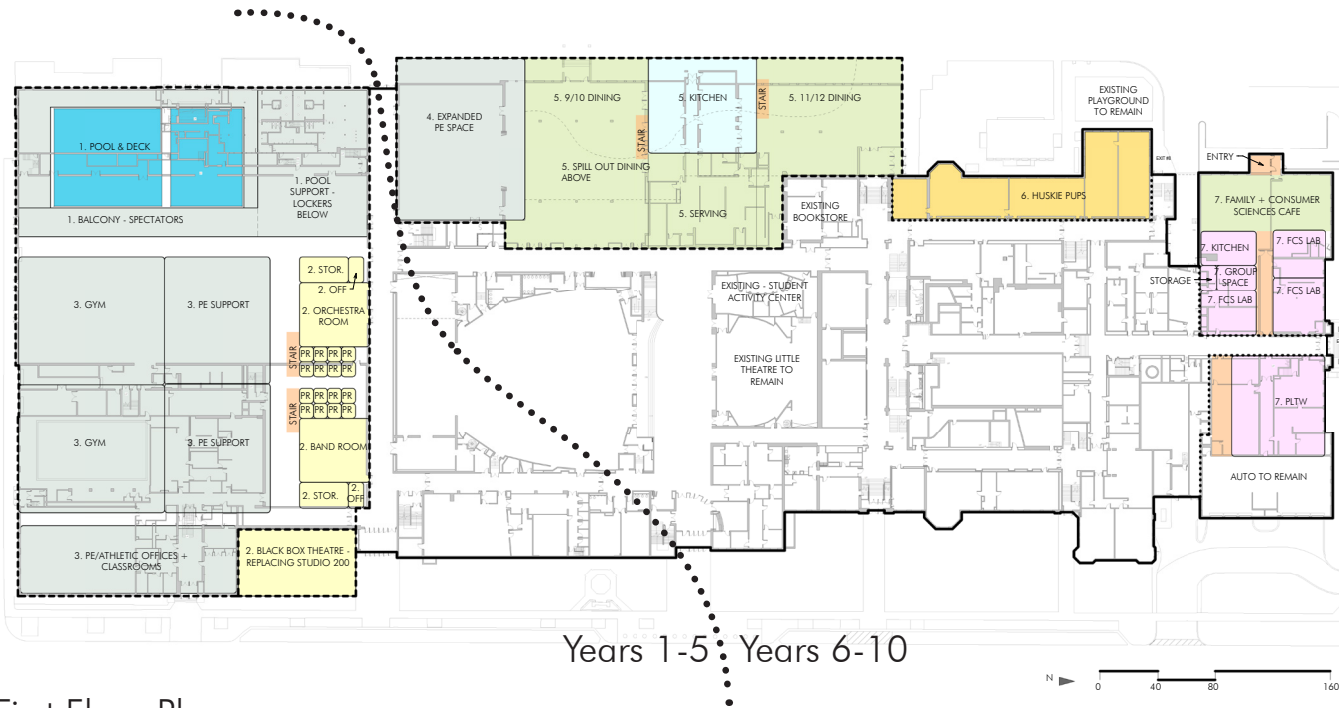 4. EXPANDED
PE SPACE
5. 9/10 DINING
5. KITCHEN
STAIR
5. 11/12 DINING
STAIR
5. SPILL OUT DINING
ABOVE
5. SERVING
EXISTING
PLAYGROUND
TO REMAIN
EXIT #8
ENTRY
1. POOL & DECK
1. POOL
SUPPORT -
LOCKERS
BELOW
1. BALCONY - SPECTATORS
EXISTING
BOOKSTORE
6. HUSKIE PUPS
7. FAMILY + CONSUMER
SCIENCES CAFE
7. KITCHEN
7. FCS LAB
STORAGE
7. GROUP
SPACE
7. FCS LAB
7. FCS LAB
2. STOR.
2. OFF
2. ORCHESTRA
ROOM
3. GYM
3. PE SUPPORT
EXISTING - STUDENT
ACTIVITY CENTER
STAIR
PR PR PR PR
PR PR PR PR
EXISTING LITTLE
THEATRE TO
REMAIN
STAIR
PR PR PR PR
PR PR PR PR
7. PLTW
3. GYM
3. PE SUPPORT
2. BAND ROOM
AUTO TO REMAIN
2. STOR.
2.
OFF
3. PE/ATHLETIC OFFICES +
CLASSROOMS
2. BLACK BOX THEATRE -
REPLACING STUDIO 200
Years 1-5 Years 6-10
N
0 40 80 160